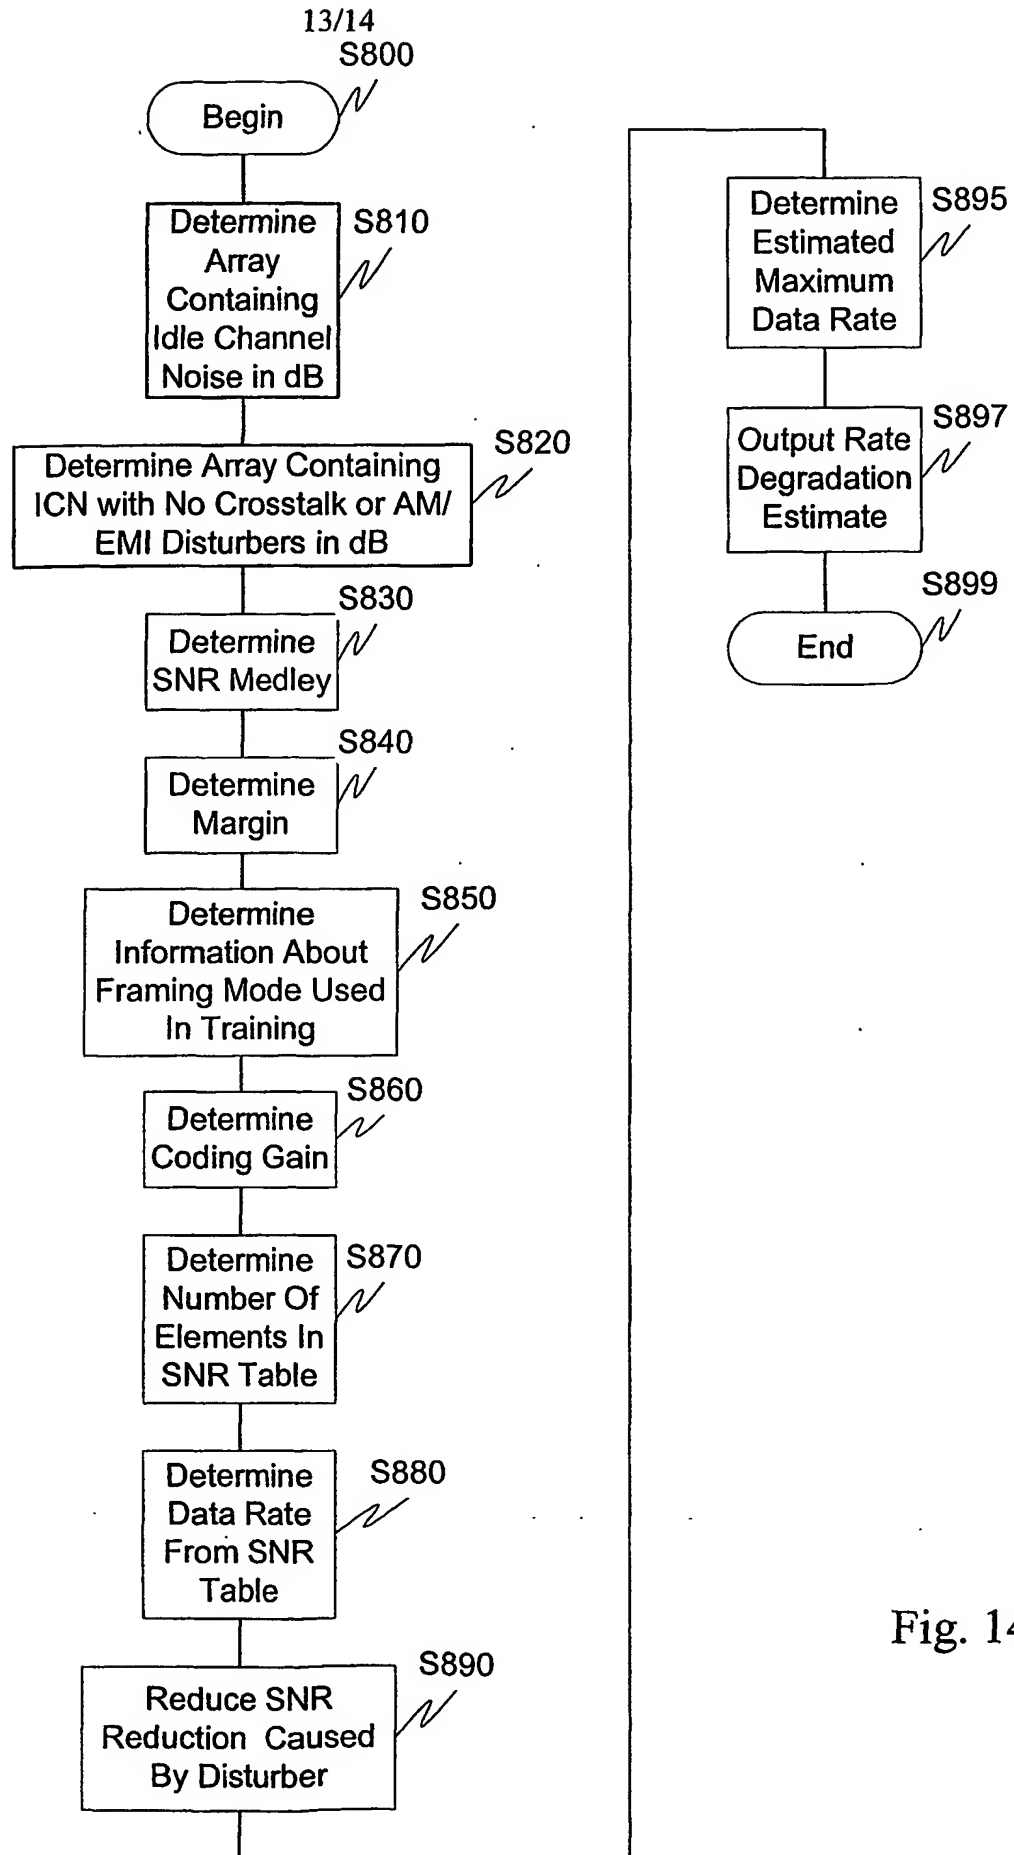 13/14
S800
Begin
S810
Determine
Array
Containing
Idle Channel
Noise in dB
S820
Determine Array Containing
ICN with No Crosstalk or AM/
EMI Disturbers in dB
S830
Determine
SNR Medley
S840
Determine
Margin
S850
Determine
Information About
Framing Mode Used
In Training
S860
Determine
Coding Gain
S870
Determine
Number Of
Elements In
SNR Table
S880
Determine
Data Rate
From SNR
Table
S890
Reduce SNR
Reduction Caused
By Disturber
S895
Determine
Estimated
Maximum
Data Rate
S897
Output Rate
Degradation
Estimate
S899
End
Fig. 14